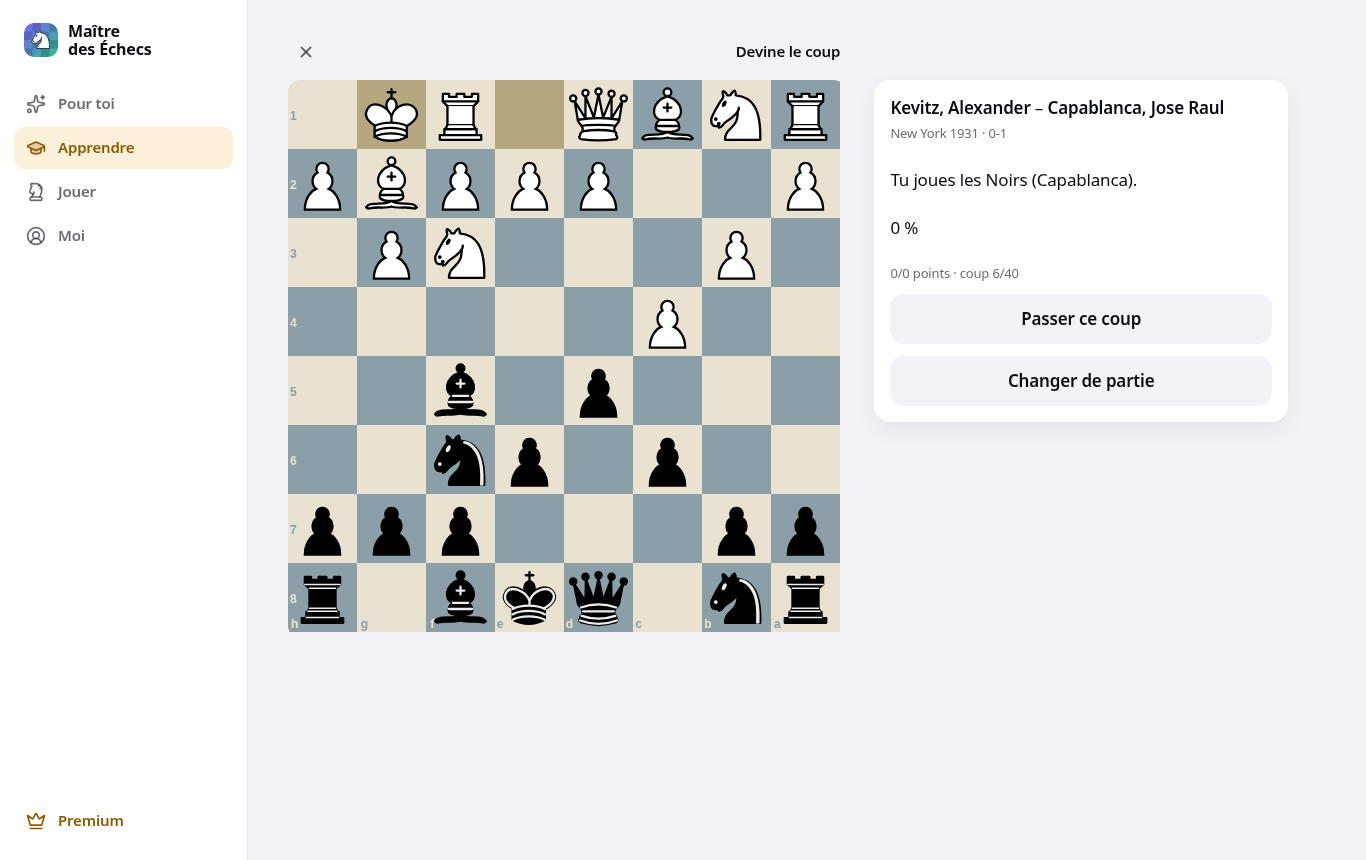 Maître
des Échecs
Pour toi
Apprendre
Jouer
Moi
Premium
Devine le coup
1
2
3
4
5
6
7
8
h
g
f
e
d
c
b
a
Kevitz, Alexander – Capablanca, Jose Raul
New York 1931 · 0-1
Tu joues les Noirs (Capablanca).
0 %
0/0 points · coup 6/40
Passer ce coup
Changer de partie